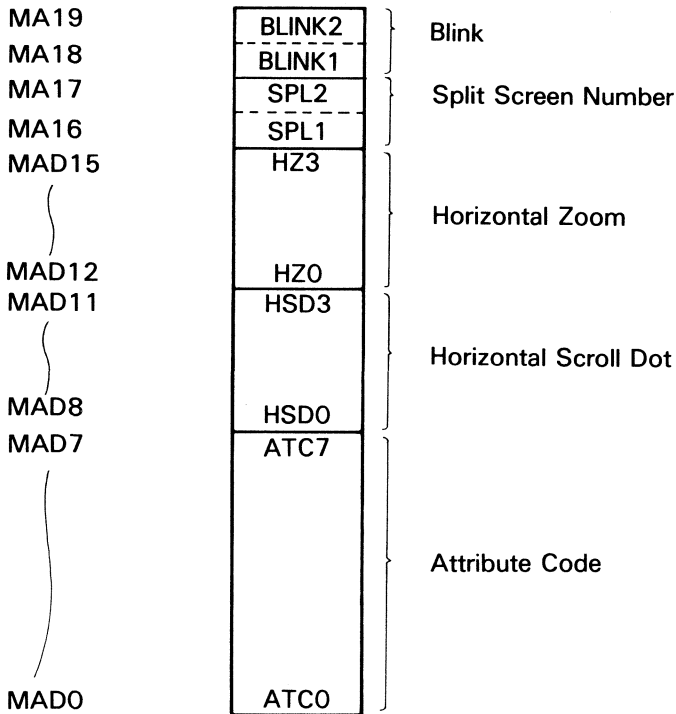 MA19 BLINK2 Blink
MA18 BLINK1
MA17 SPL2 Split Screen Number
MA16 SPL1
MAD15 HZ3
Horizontal Zoom
MAD12 HZ0
MAD11 HSD3
Horizontal Scroll Dot
MAD8 HSD0
MAD7 ATC7
Attribute Code
MAD0 ATC0